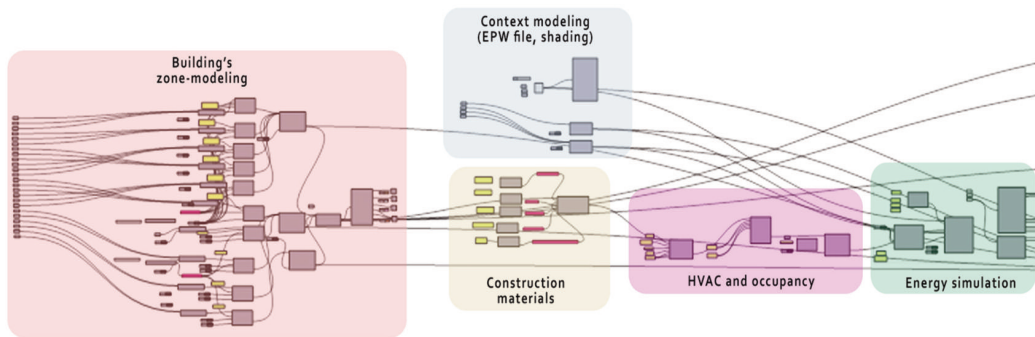 Building's
zone-modeling
Context modeling
(EPW file, shading)
Construction
materials
HVAC and occupancy
Energy simulation